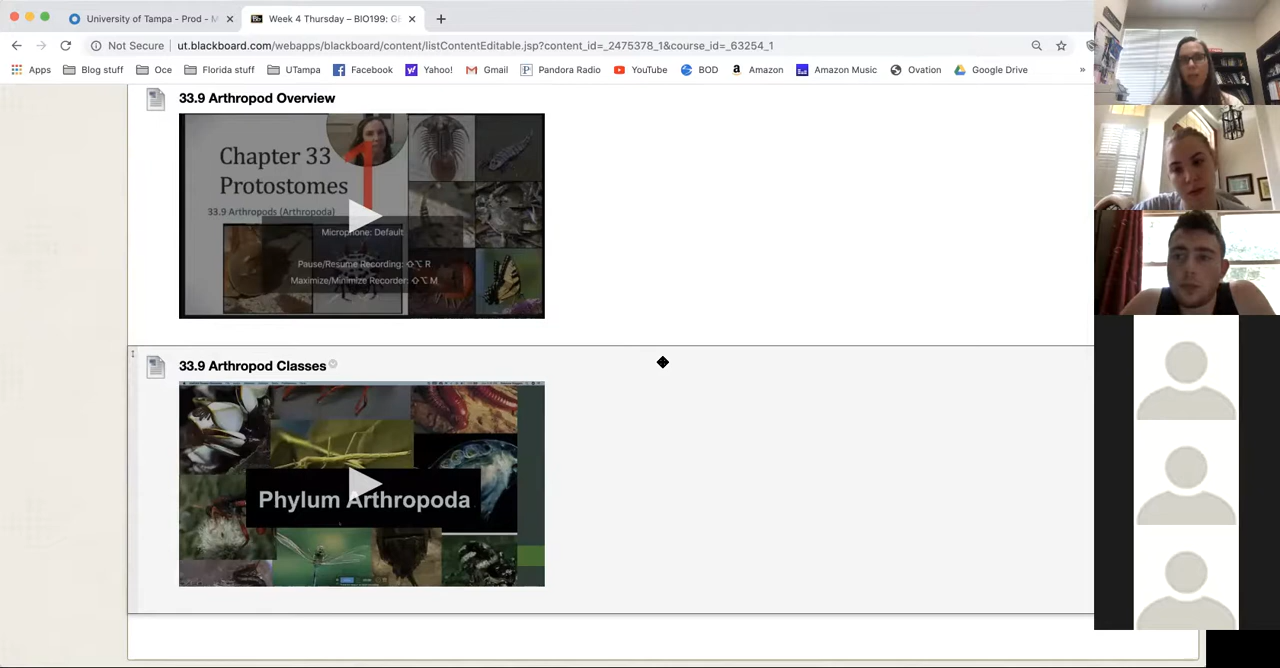 University of Tampa - Prod - M
Week 4 Thursday – BIO199: GE
Not Secure
ut.blackboard.com/webapps/blackboard/content/listContentEditable.jsp?content_id=_2475378_1&course_id=_63254_1
Apps Blog stuff Oce Florida stuff UTampa Facebook Yahoo! Gmail Pandora Radio YouTube BOD Amazon Amazon Music Ovation Google Drive »
33.9 Arthropod Overview
Chapter 33
Protostomes
33.9 Arthropods (Arthropoda)
1
Microphone: Default
Pause/Resume Recording: ⇧⌥ R
Maximize/Minimize Recorder: ⇧⌥ M
33.9 Arthropod Classes
Phylum Arthropoda